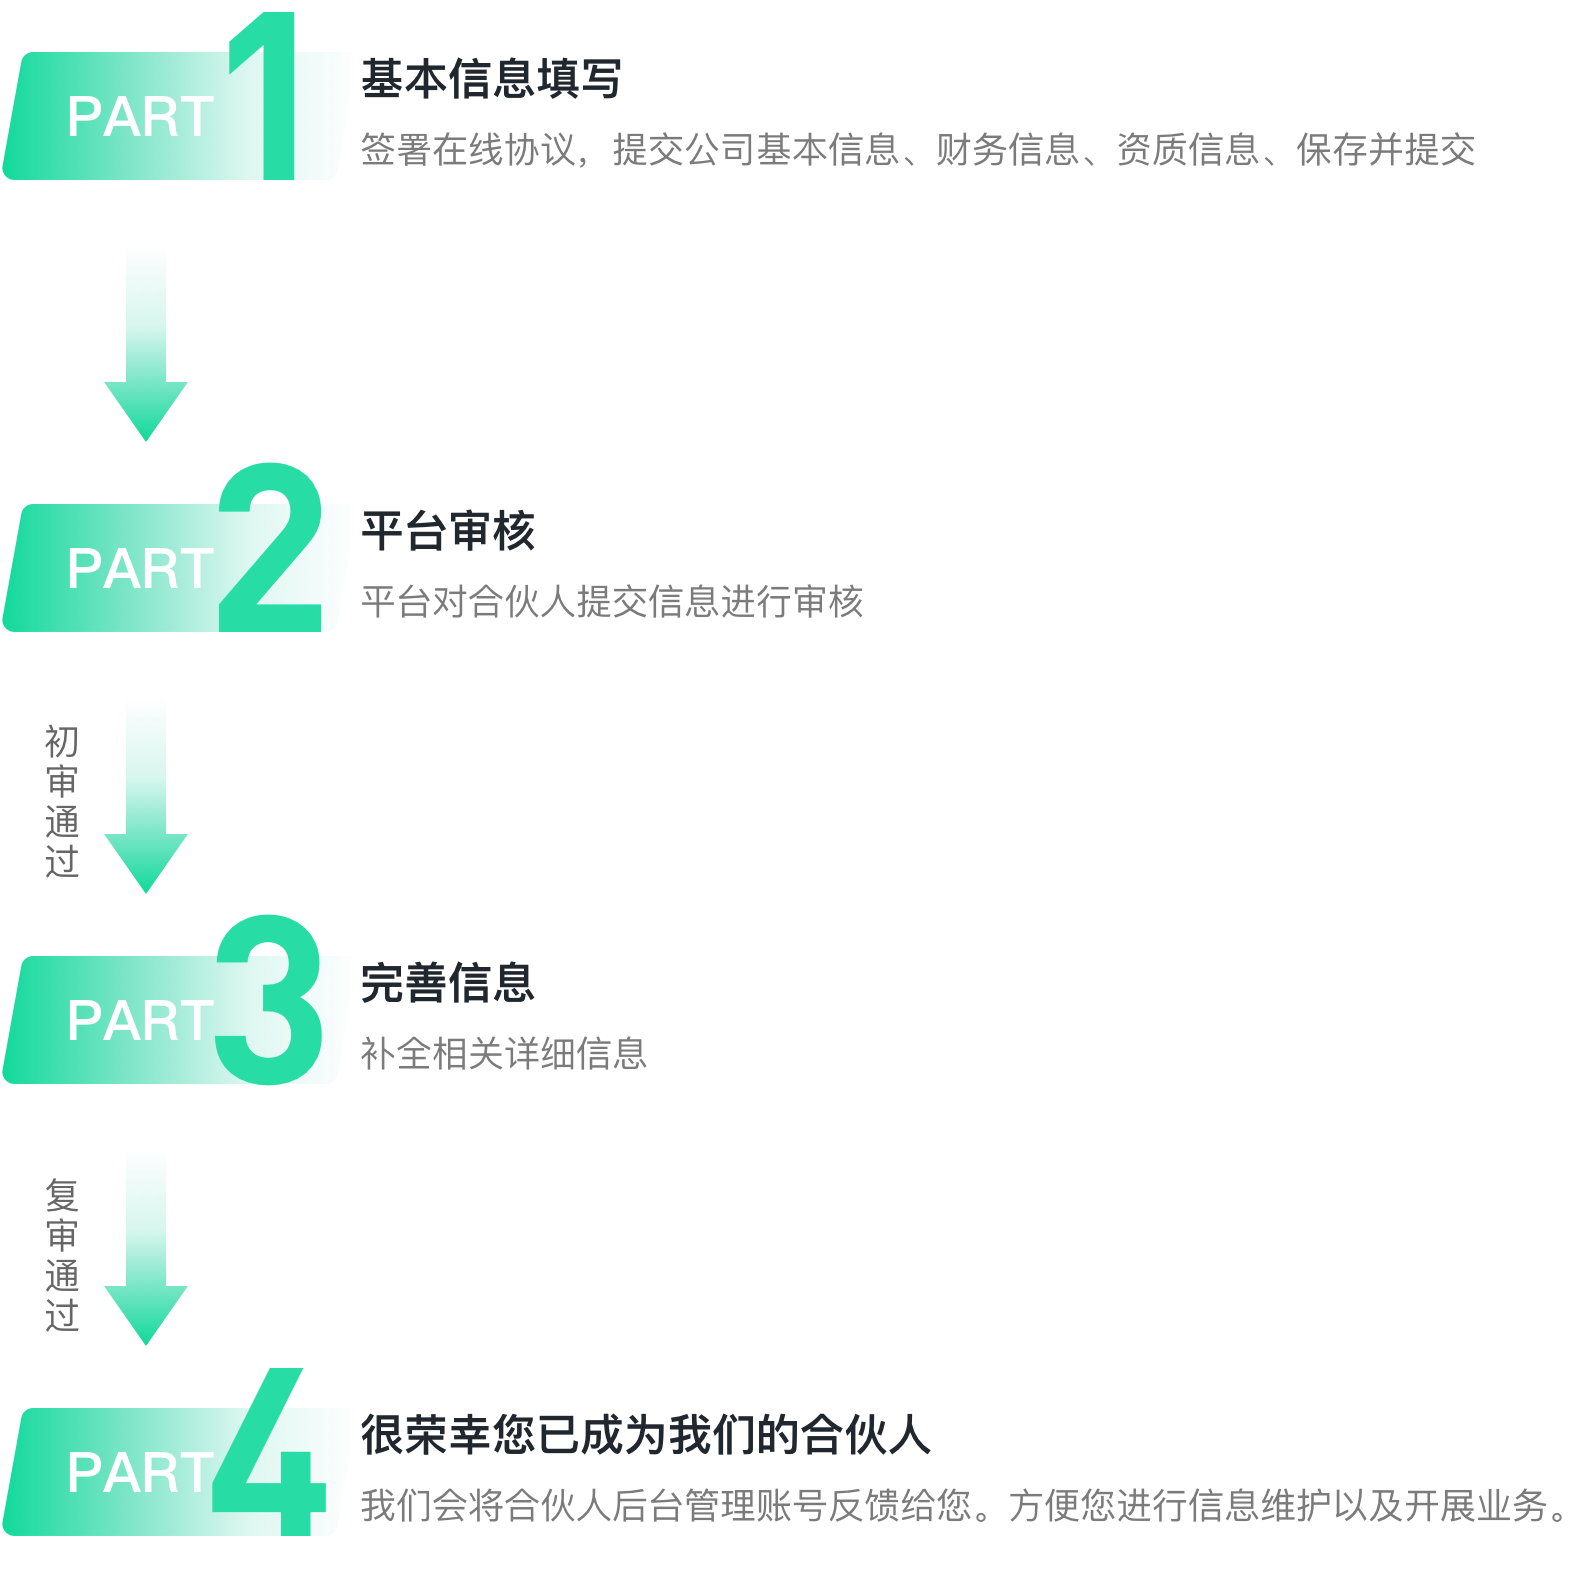 PART 1
基本信息填写
签署在线协议，提交公司基本信息、财务信息、资质信息、保存并提交
PART 2
平台审核
平台对合伙人提交信息进行审核
初审通过
PART 3
完善信息
补全相关详细信息
复审通过
PART 4
很荣幸您已成为我们的合伙人
我们会将合伙人后台管理账号反馈给您。方便您进行信息维护以及开展业务。